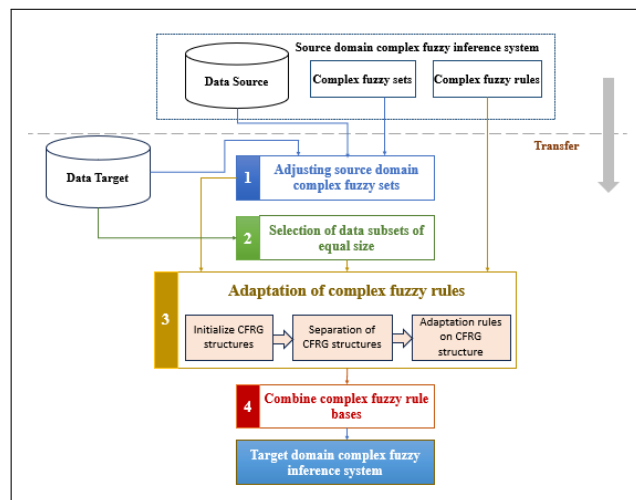 Source domain complex fuzzy inference system
Data Source
Complex fuzzy sets
Complex fuzzy rules
Transfer
Data Target
1
Adjusting source domain
complex fuzzy sets
2
Selection of data subsets of
equal size
3
Adaptation of complex fuzzy rules
Initialize CFRG
structures
Separation of
CFRG structures
Adaptation rules
on CFRG
structure
4
Combine complex fuzzy rule
bases
Target domain complex fuzzy
inference system